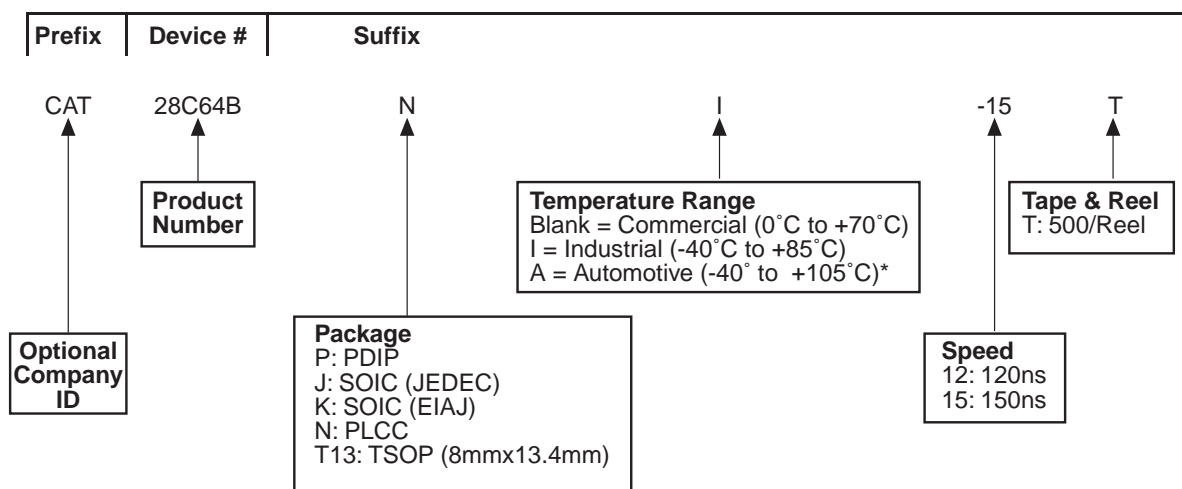 Prefix Device # Suffix
CAT 28C64B N I -15 T
Product
Number
Temperature Range
Blank = Commercial (0˚C to +70˚C)
I = Industrial (-40˚C to +85˚C)
A = Automotive (-40˚ to +105˚C)*
Tape & Reel
T: 500/Reel
Optional
Company
ID
Package
P: PDIP
J: SOIC (JEDEC)
K: SOIC (EIAJ)
N: PLCC
T13: TSOP (8mmx13.4mm)
Speed
12: 120ns
15: 150ns